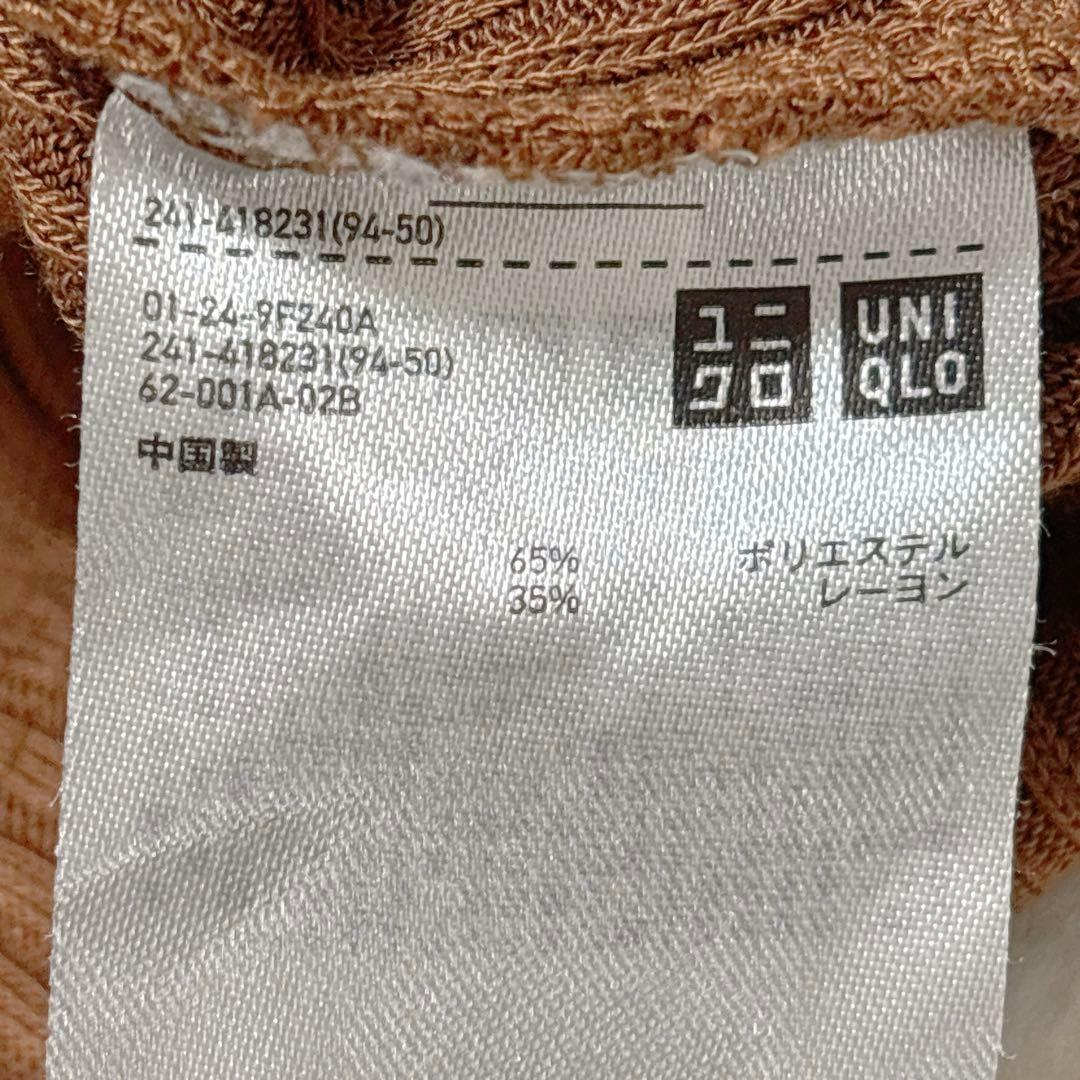 241-418231(94-50)
01-24-9F240A
241-418231(94-50)
62-001A-02B
中国製
ユニ
クロ
UNI
QLO
65% ポリエステル
35% レーヨン